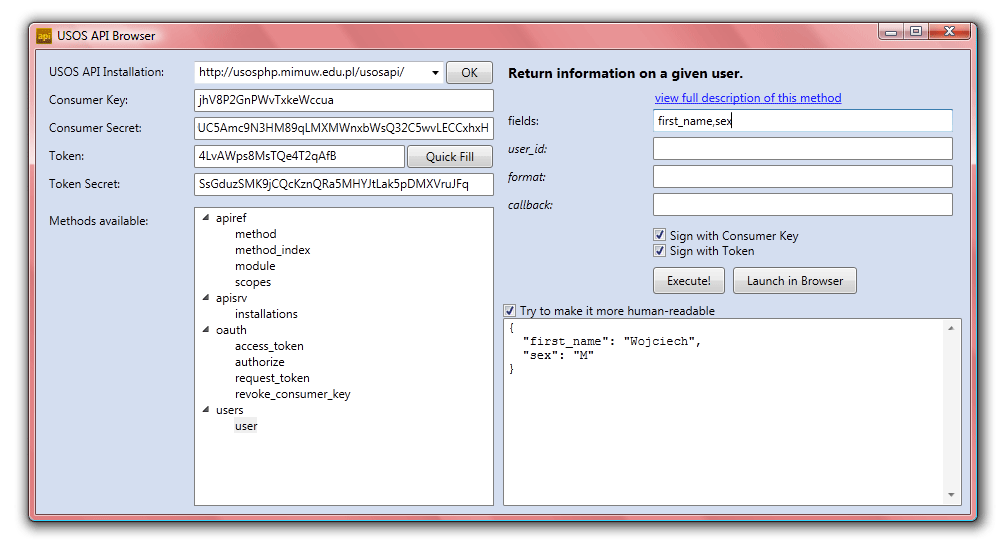 api USOS API Browser
USOS API Installation: http://usosphp.mimuw.edu.pl/usosapi/ OK
Consumer Key: jhV8P2GnPWvTxkeWccua
Consumer Secret: UC5Amc9N3HM89qLMXMWnxbWsQ32C5wvLECCxhxH
Token: 4LvAWps8MsTQe4T2qAfB Quick Fill
Token Secret: SsGduzSMK9jCQcKznQRa5MHYJtLak5pDMXVruJFq
Methods available:
apiref
method
method_index
module
scopes
apisrv
installations
oauth
access_token
authorize
request_token
revoke_consumer_key
users
user
Return information on a given user.
view full description of this method
fields: first_name,sex
user_id:
format:
callback:
Sign with Consumer Key
Sign with Token
Execute! Launch in Browser
Try to make it more human-readable
{
"first_name": "Wojciech",
"sex": "M"
}